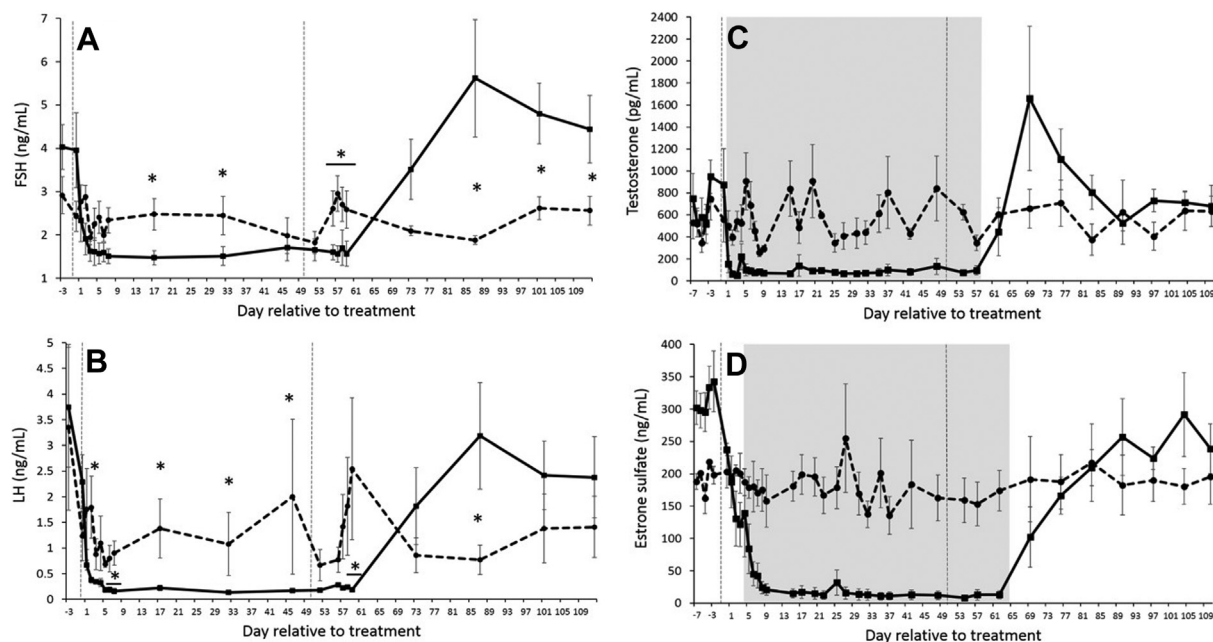 A
7
6
5
4
3
2
1
FSH (ng/mL)
* * * * * *
-3 1 5 9 13 17 21 25 29 33 37 41 45 49 53 57 61 65 69 73 77 81 85 89 93 97 101 105 109
Day relative to treatment
B
5
4.5
4
3.5
3
2.5
2
1.5
1
0.5
0
LH (ng/mL)
* * * * * * *
-3 1 5 9 13 17 21 25 29 33 37 41 45 49 53 57 61 65 69 73 77 81 85 89 93 97 101 105 109
Day relative to treatment
C
2400
2200
2000
1800
1600
1400
1200
1000
800
600
400
200
0
Testosterone (pg/mL)
-7 -3 1 5 9 13 17 21 25 29 33 37 41 45 49 53 57 61 65 69 73 77 81 85 89 93 97 101 105 109
Day relative to treatment
D
400
350
300
250
200
150
100
50
0
Estrone sulfate (ng/mL)
-7 -3 1 5 9 13 17 21 25 29 33 37 41 45 49 53 57 61 65 69 73 77 81 85 89 93 97 101 105 109
Day relative to treatment